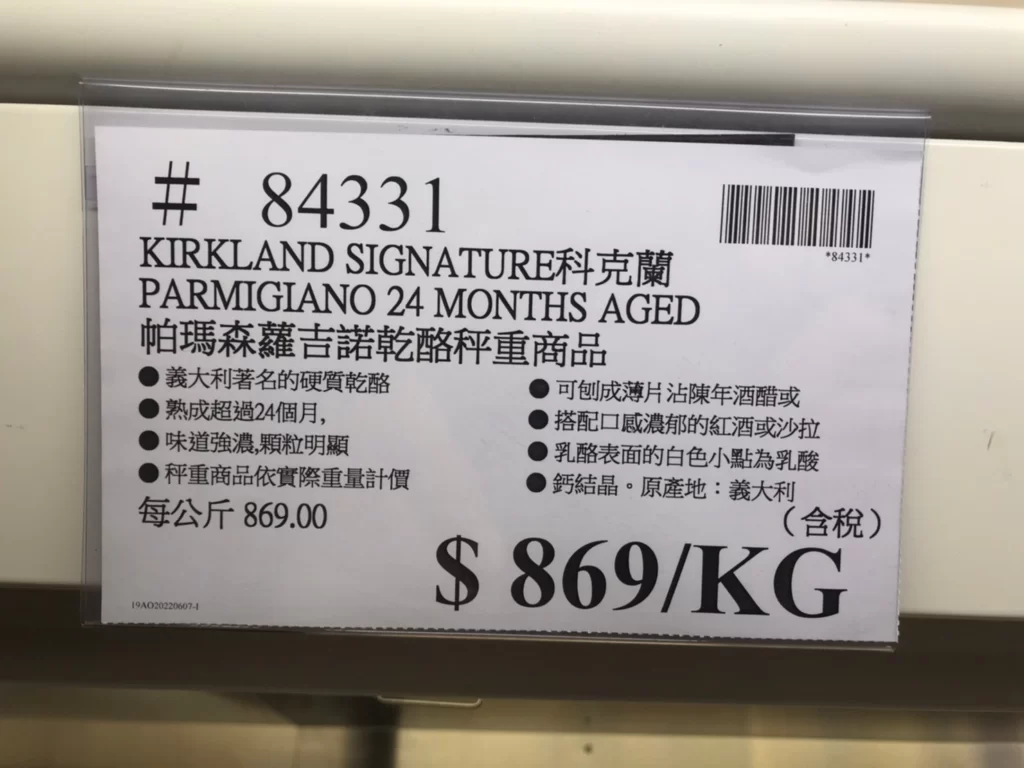 # 84331
*84331*
KIRKLAND SIGNATURE科克蘭
PARMIGIANO 24 MONTHS AGED
帕瑪森蘿吉諾乾酪秤重商品
● 義大利著名的硬質乾酪
● 熟成超過24個月,
● 味道強濃,顆粒明顯
● 秤重商品依實際重量計價
● 可刨成薄片沾陳年酒醋或
● 搭配口感濃郁的紅酒或沙拉
● 乳酪表面的白色小點為乳酸
● 鈣結晶。原產地：義大利
每公斤 869.00
（含稅）
$ 869/KG
19AO20220607-1